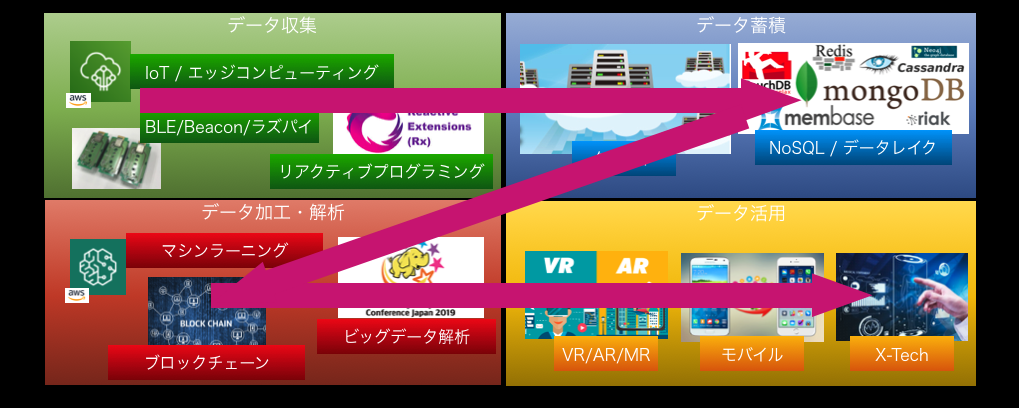 データ収集
aws
IoT / エッジコンピューティング
BLE/Beacon/ラズパイ
Extensions
(Rx)
リアクティブプログラミング
データ蓄積
Redis
Neo4j
Cassandra
mongoDB
membase
riak
NoSQL / データレイク
データ加工・解析
aws
マシンラーニング
BLOCK CHAIN
ブロックチェーン
Conference Japan 2019
ビッグデータ解析
データ活用
VR
AR
VR/AR/MR
モバイル
X-Tech